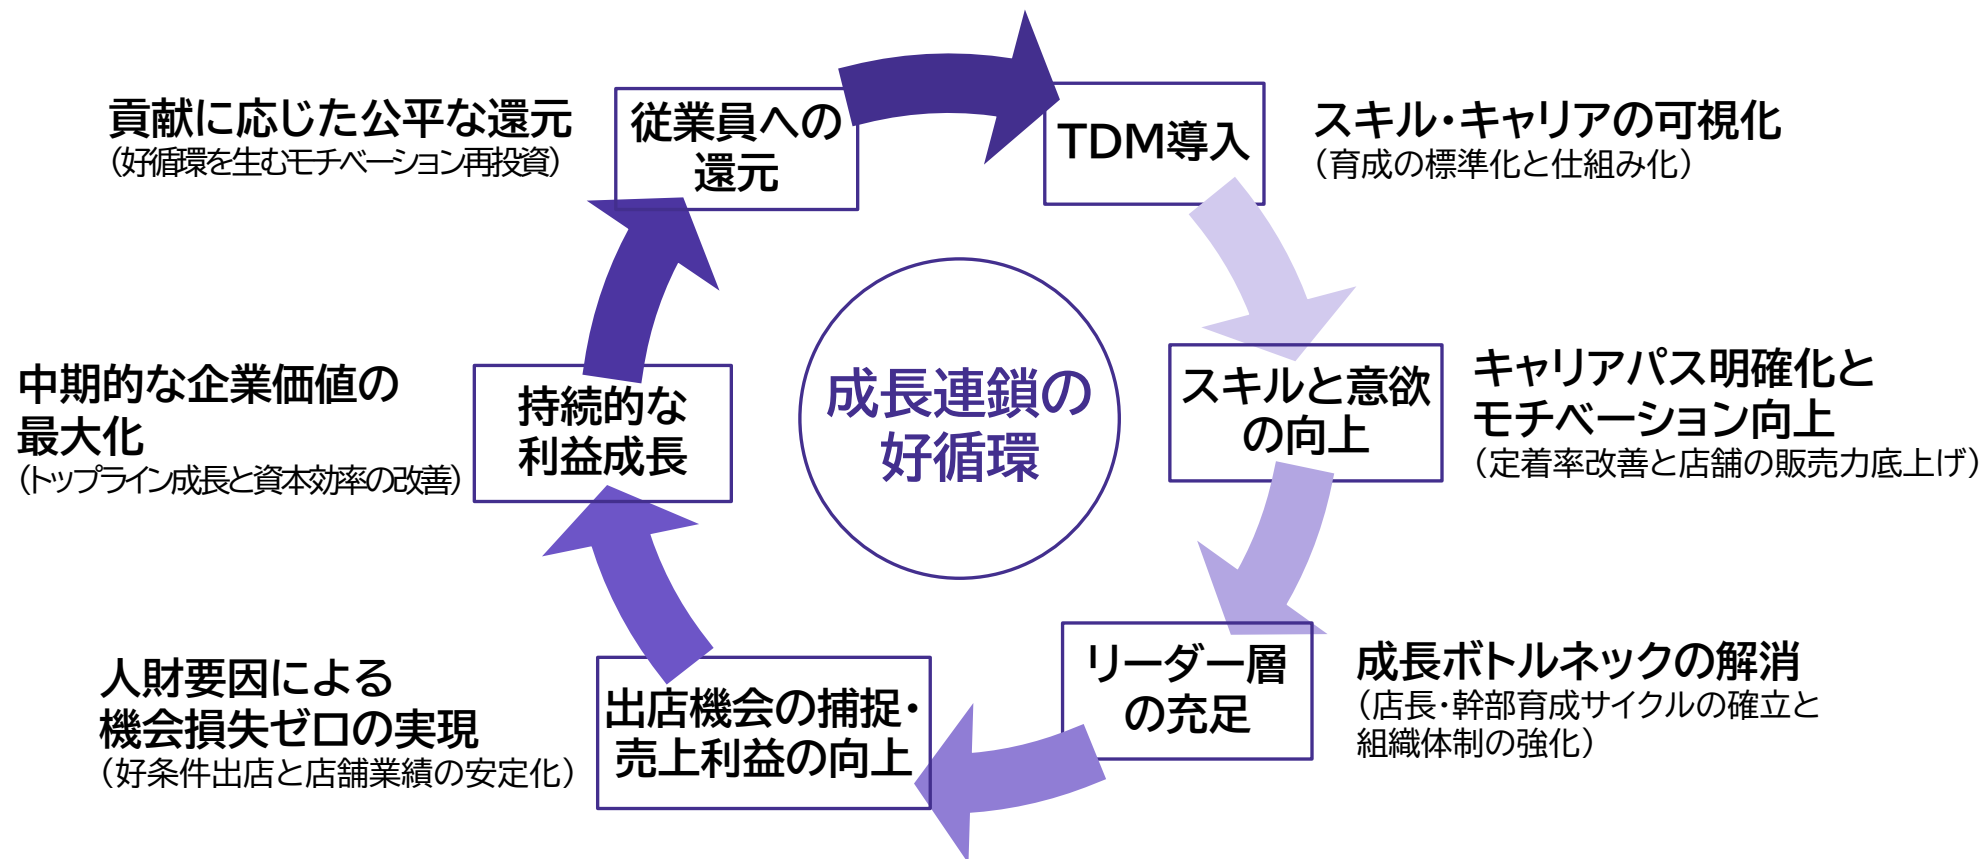 貢献に応じた公平な還元
(好循環を生むモチベーション再投資)
従業員への
還元
TDM導入
スキル・キャリアの可視化
(育成の標準化と仕組み化)
中期的な企業価値の
最大化
(トップライン成長と資本効率の改善)
持続的な
利益成長
成長連鎖の
好循環
スキルと意欲
の向上
キャリアパス明確化と
モチベーション向上
(定着率改善と店舗の販売力底上げ)
人財要因による
機会損失ゼロの実現
(好条件出店と店舗業績の安定化)
出店機会の捕捉・
売上利益の向上
リーダー層
の充足
成長ボトルネックの解消
(店長・幹部育成サイクルの確立と
組織体制の強化)